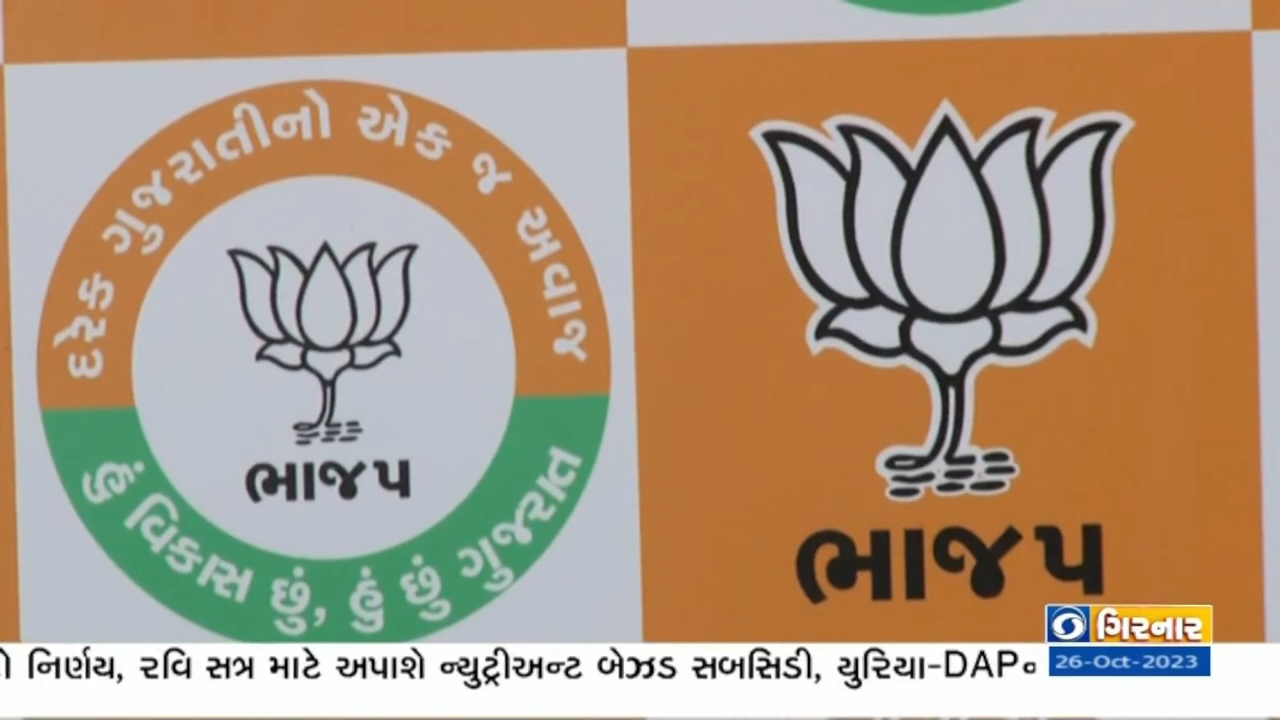 દરેક ગુજરાતીનો એક જ અવાજ
ભાજપ
હું વિકાસ છું, હું છું ગુજરાત
ભાજપ
ગિરનાર
નિર્ણય, રવિ સત્ર માટે અપાશે ન્યુટ્રીઅન્ટ બેઝડ સબસિડી, યુરિયા-DAP
26-Oct-2023